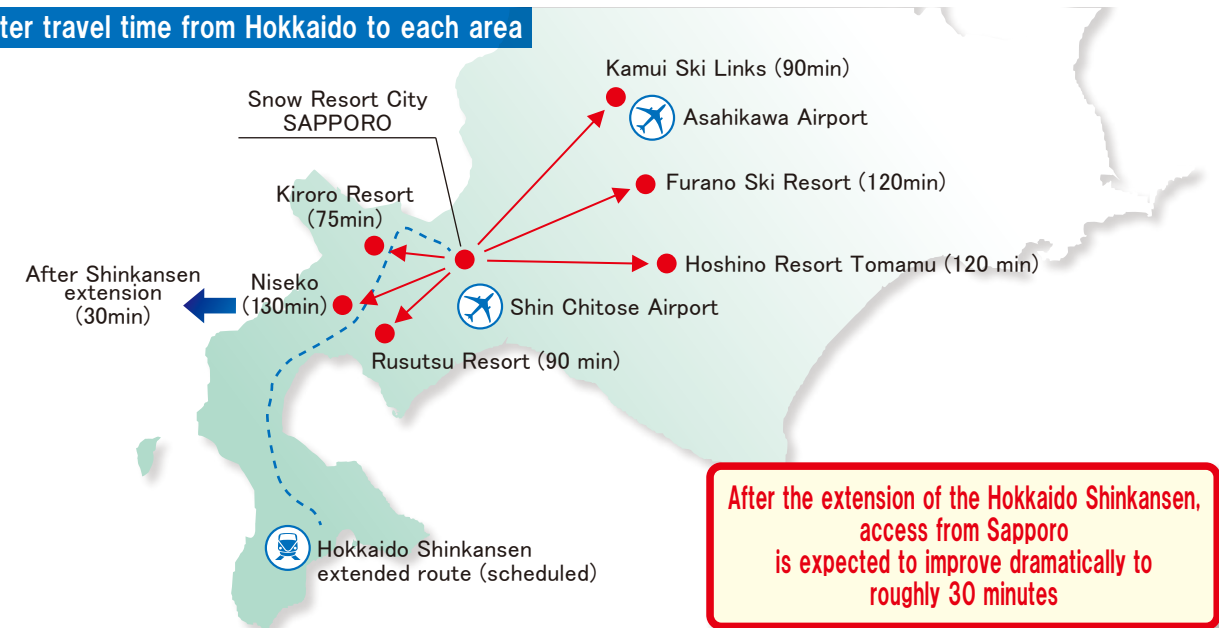 ter travel time from Hokkaido to each area
Kamui Ski Links (90min)
Asahikawa Airport
Snow Resort City
SAPPORO
Furano Ski Resort (120min)
Kiroro Resort
(75min)
Hoshino Resort Tomamu (120 min)
After Shinkansen
extension
(30min)
Niseko
(130min)
Shin Chitose Airport
Rusutsu Resort (90 min)
Hokkaido Shinkansen
extended route (scheduled)
After the extension of the Hokkaido Shinkansen,
access from Sapporo
is expected to improve dramatically to
roughly 30 minutes